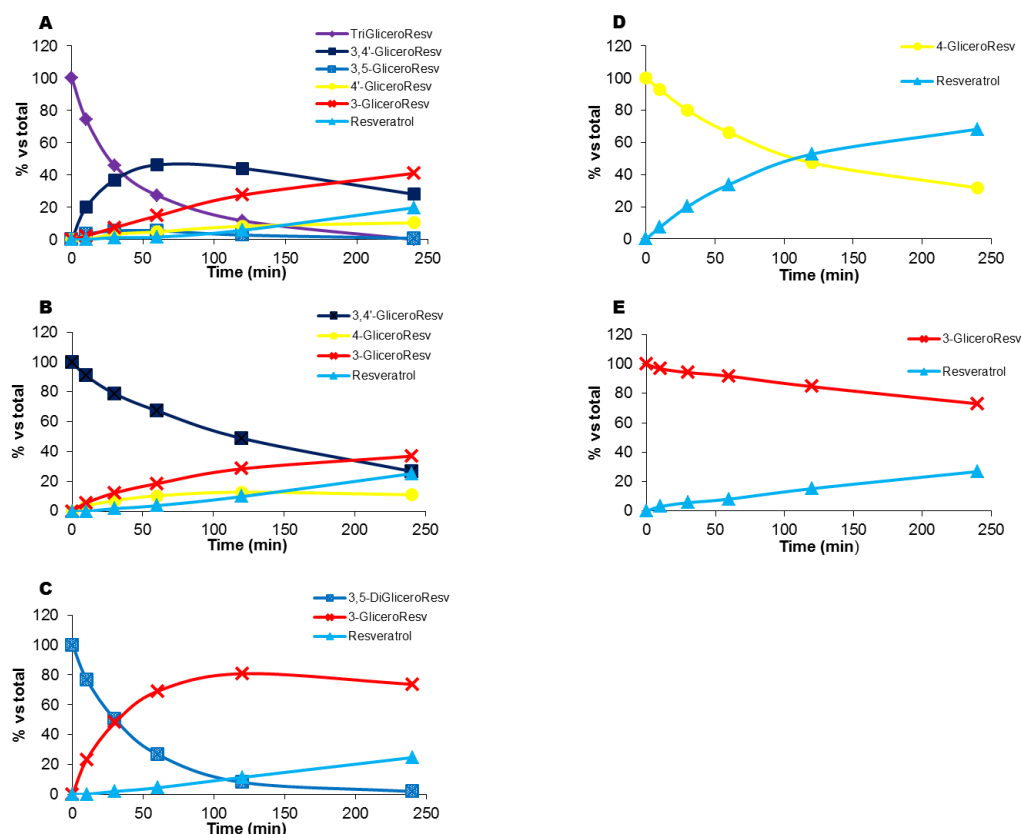 A
TriGliceroResv
3,4'-GliceroResv
3,5-GliceroResv
4'-GliceroResv
3-GliceroResv
Resveratrol
120
100
80
60
40
20
0
% vs total
0 50 100 150 200 250
Time (min)
D
4-GliceroResv
Resveratrol
120
100
80
60
40
20
0
% vs total
0 50 100 150 200 250
Time (min)
B
3,4'-GliceroResv
4-GliceroResv
3-GliceroResv
Resveratrol
120
100
80
60
40
20
0
% vs total
0 50 100 150 200 250
Time (min)
E
3-GliceroResv
Resveratrol
120
100
80
60
40
20
0
% vs total
0 50 100 150 200 250
Time (min)
C
3,5-DiGliceroResv
3-GliceroResv
Resveratrol
120
100
80
60
40
20
0
% vs total
0 50 100 150 200 250
Time (min)